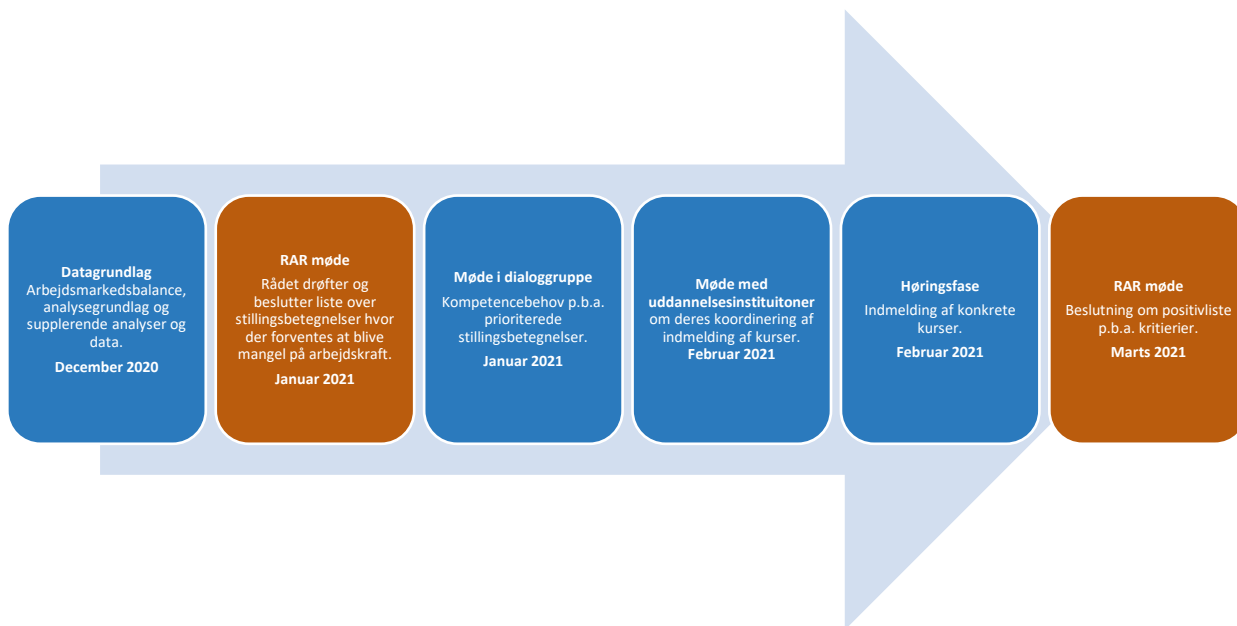 Datagrundlag
Arbejdsmarkedsbalance,
analysegrundlag og
supplerende analyser og
data.
December 2020
RAR møde
Rådet drøfter og
beslutter liste over
stillingsbetegnelser hvor
der forventes at blive
mangel på arbejdskraft.
Januar 2021
Møde i dialoggruppe
Kompetencebehov p.b.a.
prioriterede
stillingsbetegnelser.
Januar 2021
Møde med
uddannelsesinstituitoner
om deres koordinering af
indmelding af kurser.
Februar 2021
Høringsfase
Indmelding af konkrete
kurser.
Februar 2021
RAR møde
Beslutning om positivliste
p.b.a. kritierier.
Marts 2021